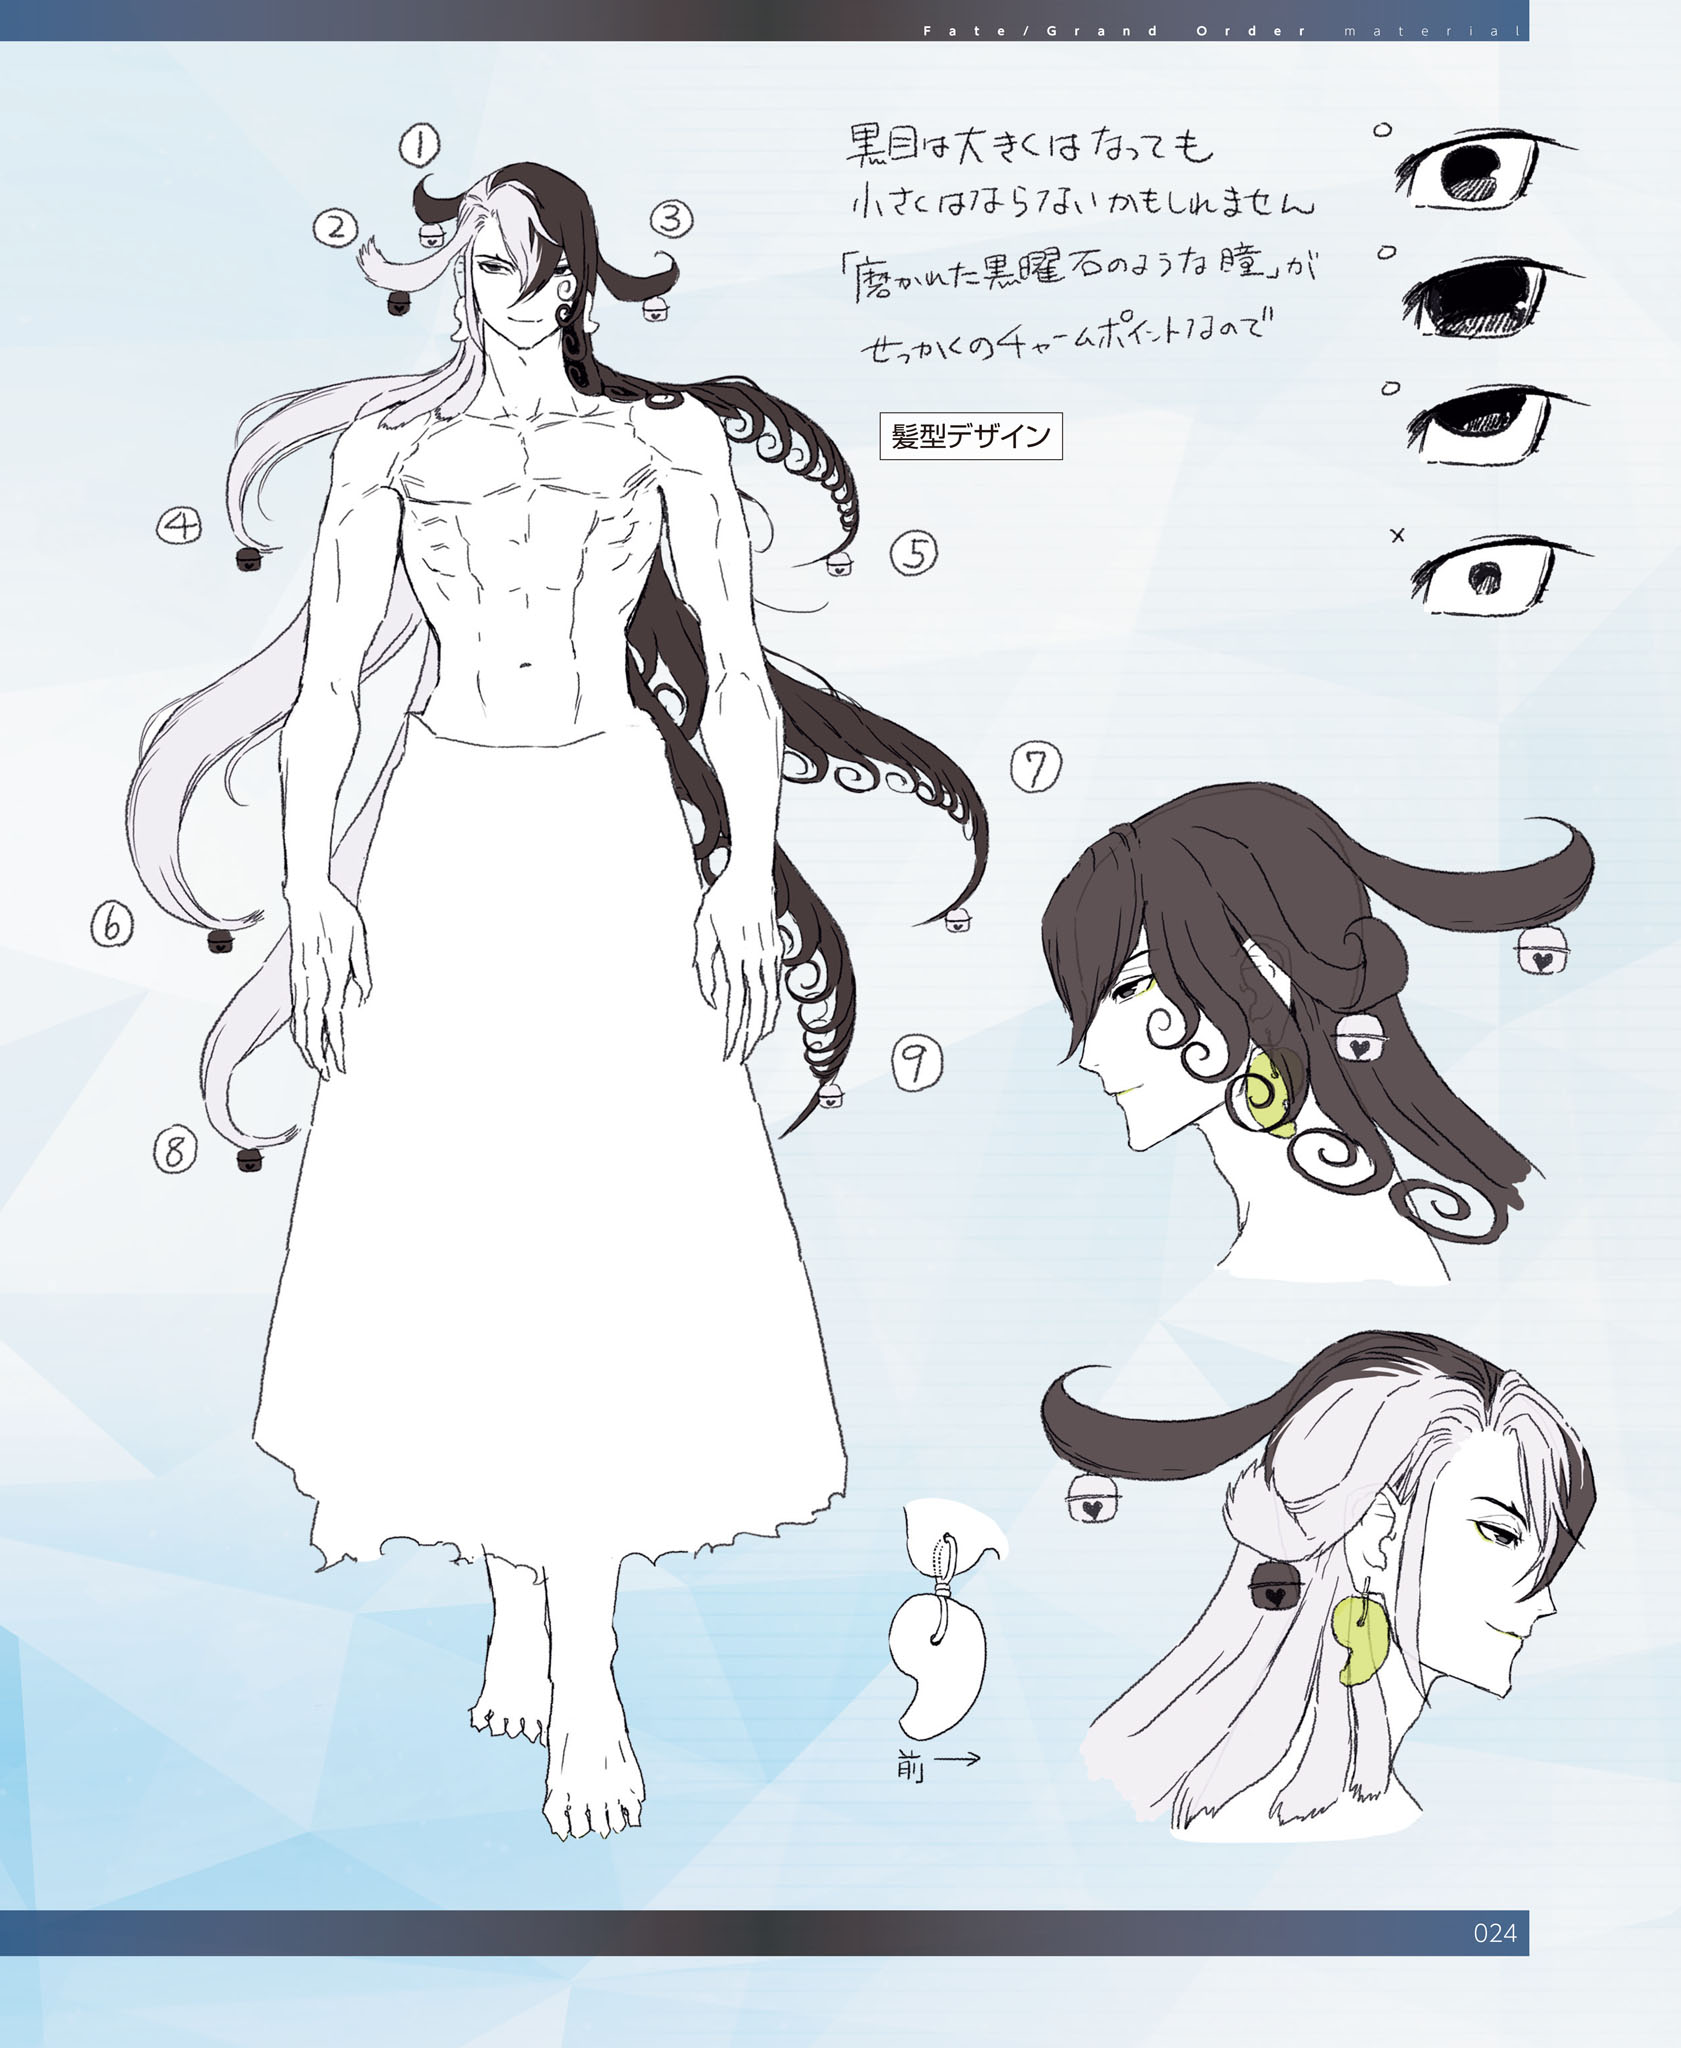 Fate/Grand Order material
黒目は大きくはなっても
小さくはならないかもしれません
「磨かれた黒曜石のような瞳」が
せっかくのチャームポイントなので
髪型デザイン
○
○
○
×
①
②
③
④
⑤
⑥
⑦
⑧
⑨
前→
024